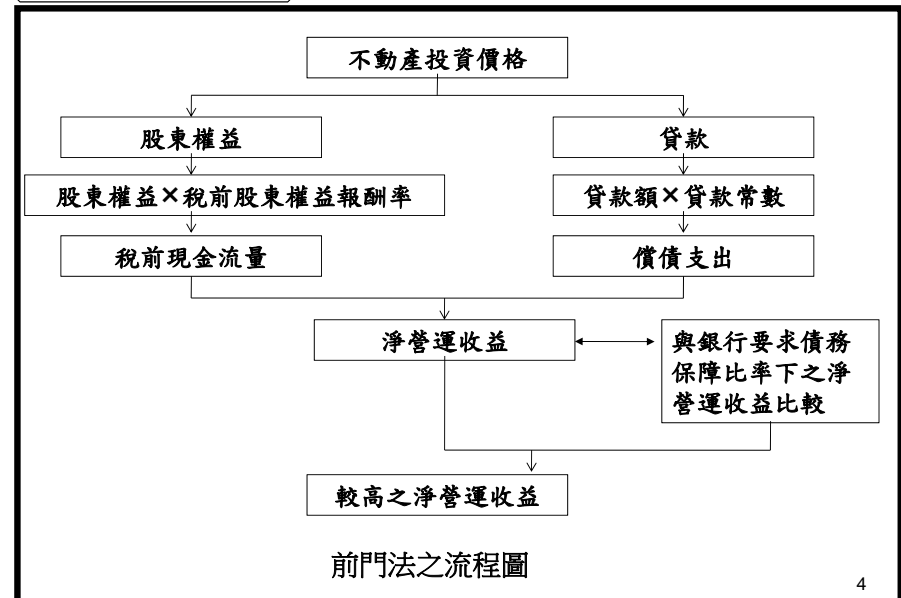 不動產投資價格
股東權益
貸款
股東權益×稅前股東權益報酬率
貸款額×貸款常數
稅前現金流量
償債支出
淨營運收益
與銀行要求債務
保障比率下之淨
營運收益比較
較高之淨營運收益
前門法之流程圖
4